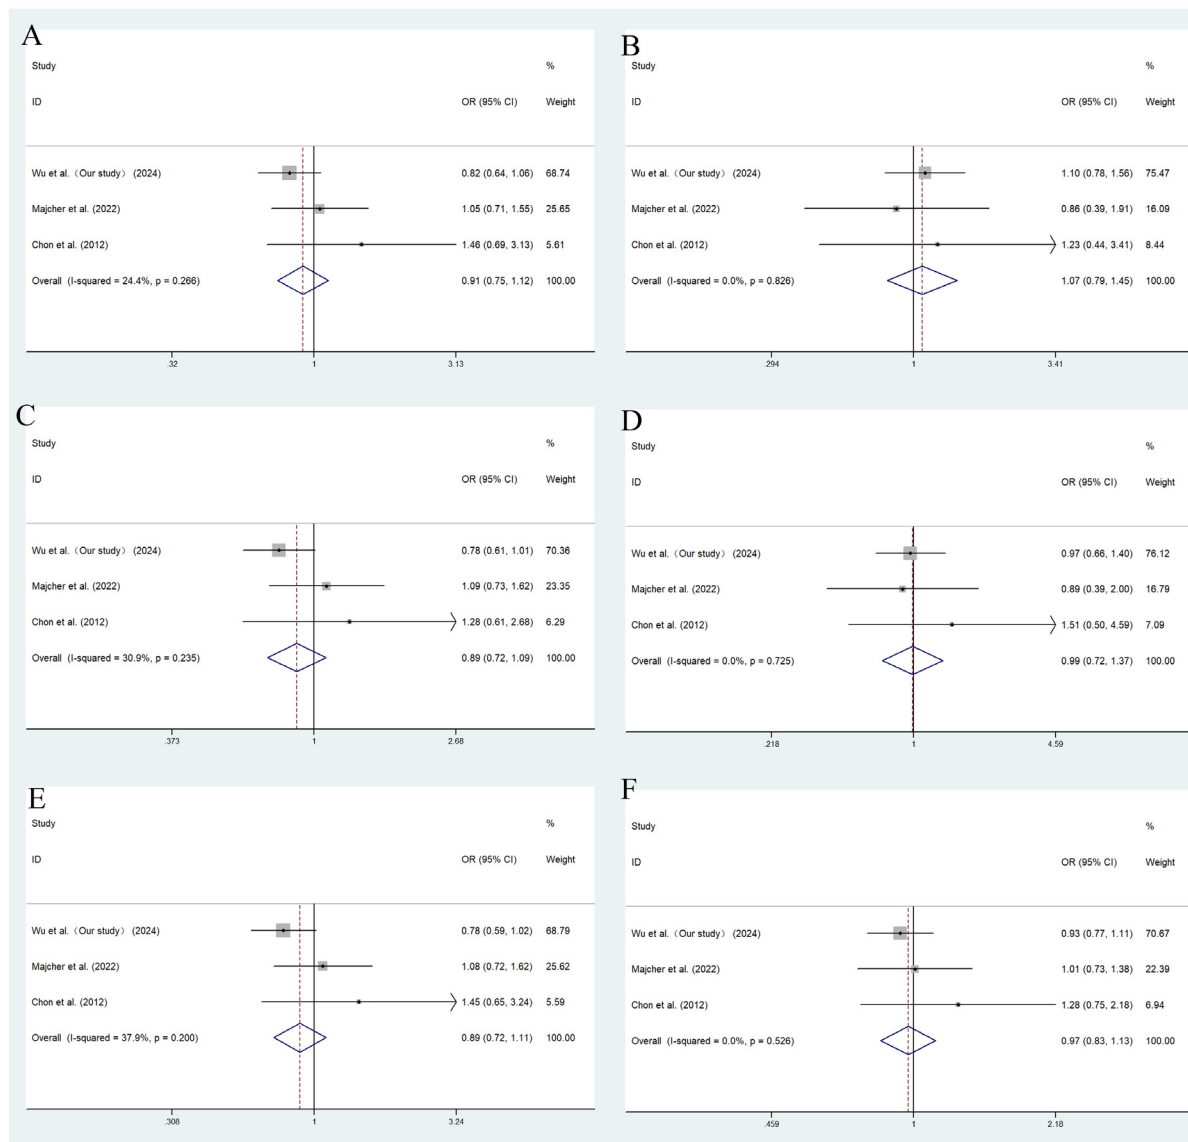 A
Study %
ID OR (95% CI) Weight
Wu et al.（Our study） (2024) 0.82 (0.64, 1.06) 68.74
Majcher et al. (2022) 1.05 (0.71, 1.55) 25.65
Chon et al. (2012) 1.46 (0.69, 3.13) 5.61
Overall (I-squared = 24.4%, p = 0.266) 0.91 (0.75, 1.12) 100.00
.32 1 3.13
B
Study %
ID OR (95% CI) Weight
Wu et al.（Our study） (2024) 1.10 (0.78, 1.56) 75.47
Majcher et al. (2022) 0.86 (0.39, 1.91) 16.09
Chon et al. (2012) 1.23 (0.44, 3.41) 8.44
Overall (I-squared = 0.0%, p = 0.826) 1.07 (0.79, 1.45) 100.00
.294 1 3.41
C
Study %
ID OR (95% CI) Weight
Wu et al.（Our study） (2024) 0.78 (0.61, 1.01) 70.36
Majcher et al. (2022) 1.09 (0.73, 1.62) 23.35
Chon et al. (2012) 1.28 (0.61, 2.68) 6.29
Overall (I-squared = 30.9%, p = 0.235) 0.89 (0.72, 1.09) 100.00
.373 1 2.68
D
Study %
ID OR (95% CI) Weight
Wu et al.（Our study） (2024) 0.97 (0.66, 1.40) 76.12
Majcher et al. (2022) 0.89 (0.39, 2.00) 16.79
Chon et al. (2012) 1.51 (0.50, 4.59) 7.09
Overall (I-squared = 0.0%, p = 0.725) 0.99 (0.72, 1.37) 100.00
.218 1 4.59
E
Study %
ID OR (95% CI) Weight
Wu et al.（Our study） (2024) 0.78 (0.59, 1.02) 68.79
Majcher et al. (2022) 1.08 (0.72, 1.62) 25.62
Chon et al. (2012) 1.45 (0.65, 3.24) 5.59
Overall (I-squared = 37.9%, p = 0.200) 0.89 (0.72, 1.11) 100.00
.308 1 3.24
F
Study %
ID OR (95% CI) Weight
Wu et al.（Our study） (2024) 0.93 (0.77, 1.11) 70.67
Majcher et al. (2022) 1.01 (0.73, 1.38) 22.39
Chon et al. (2012) 1.28 (0.75, 2.18) 6.94
Overall (I-squared = 0.0%, p = 0.526) 0.97 (0.83, 1.13) 100.00
.459 1 2.18